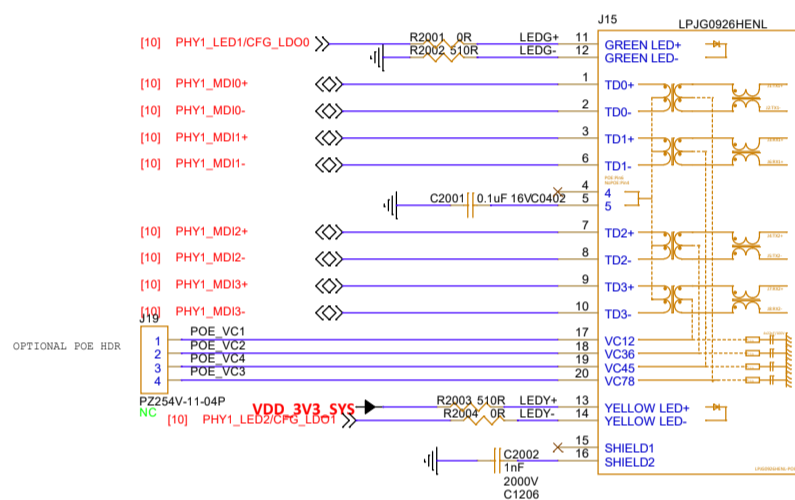 J15
LPJG0926HENL
[10] PHY1_LED1/CFG_LDO0 R2001 0R LEDG+ 11 GREEN LED+
R2002 510R LEDG- 12 GREEN LED-
[10] PHY1_MDI0+ 1 TD0+
[10] PHY1_MDI0- 2 TD0-
[10] PHY1_MDI1+ 3 TD1+
[10] PHY1_MDI1- 6 TD1-
4 4
C2001 0.1uF 16V C0402 5 5
[10] PHY1_MDI2+ 7 TD2+
[10] PHY1_MDI2- 8 TD2-
[10] PHY1_MDI3+ 9 TD3+
[10] PHY1_MDI3- 10 TD3-
J19
OPTIONAL POE HDR
1 POE_VC1 17 VC12
2 POE_VC2 18 VC36
3 POE_VC4 19 VC45
4 POE_VC3 20 VC78
PZ254V-11-04P
NC
VDD_3V3_SYS R2003 510R LEDY+ 13 YELLOW LED+
[10] PHY1_LED2/CFG_LDO1 R2004 0R LEDY- 14 YELLOW LED-
15 SHIELD1
16 SHIELD2
C2002
1nF
2000V
C1206